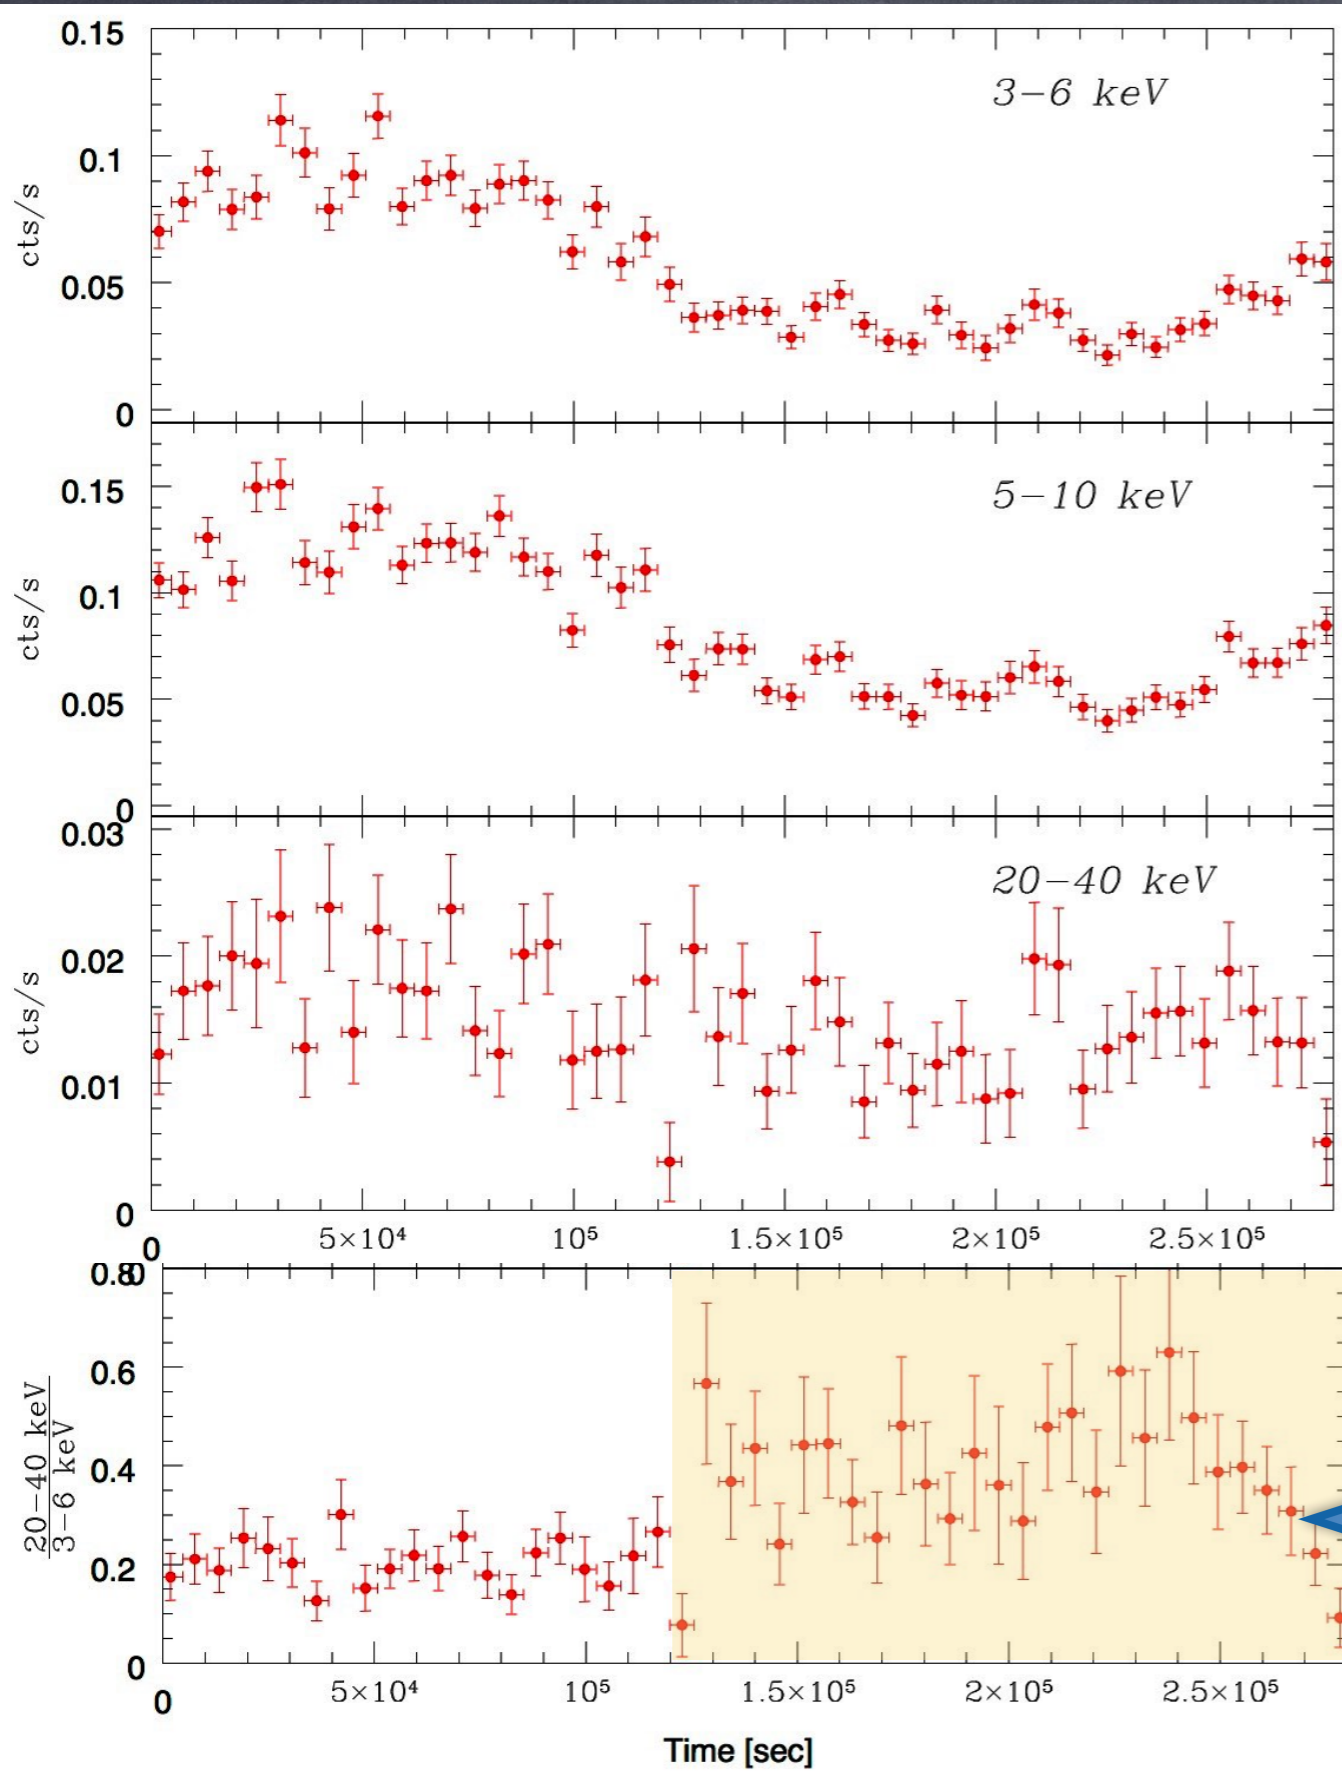 0.15
3−6 keV
0.1
cts/s
0.05
0
5−10 keV
0.15
0.1
cts/s
0.05
0
0.03
20−40 keV
0.02
cts/s
0.01
0
0 5×10⁴ 10⁵ 1.5×10⁵ 2×10⁵ 2.5×10⁵
0.80
0.6
20−40 keV
3−6 keV
0.4
0.2
0
0 5×10⁴ 10⁵ 1.5×10⁵ 2×10⁵ 2.5×10⁵
Time [sec]